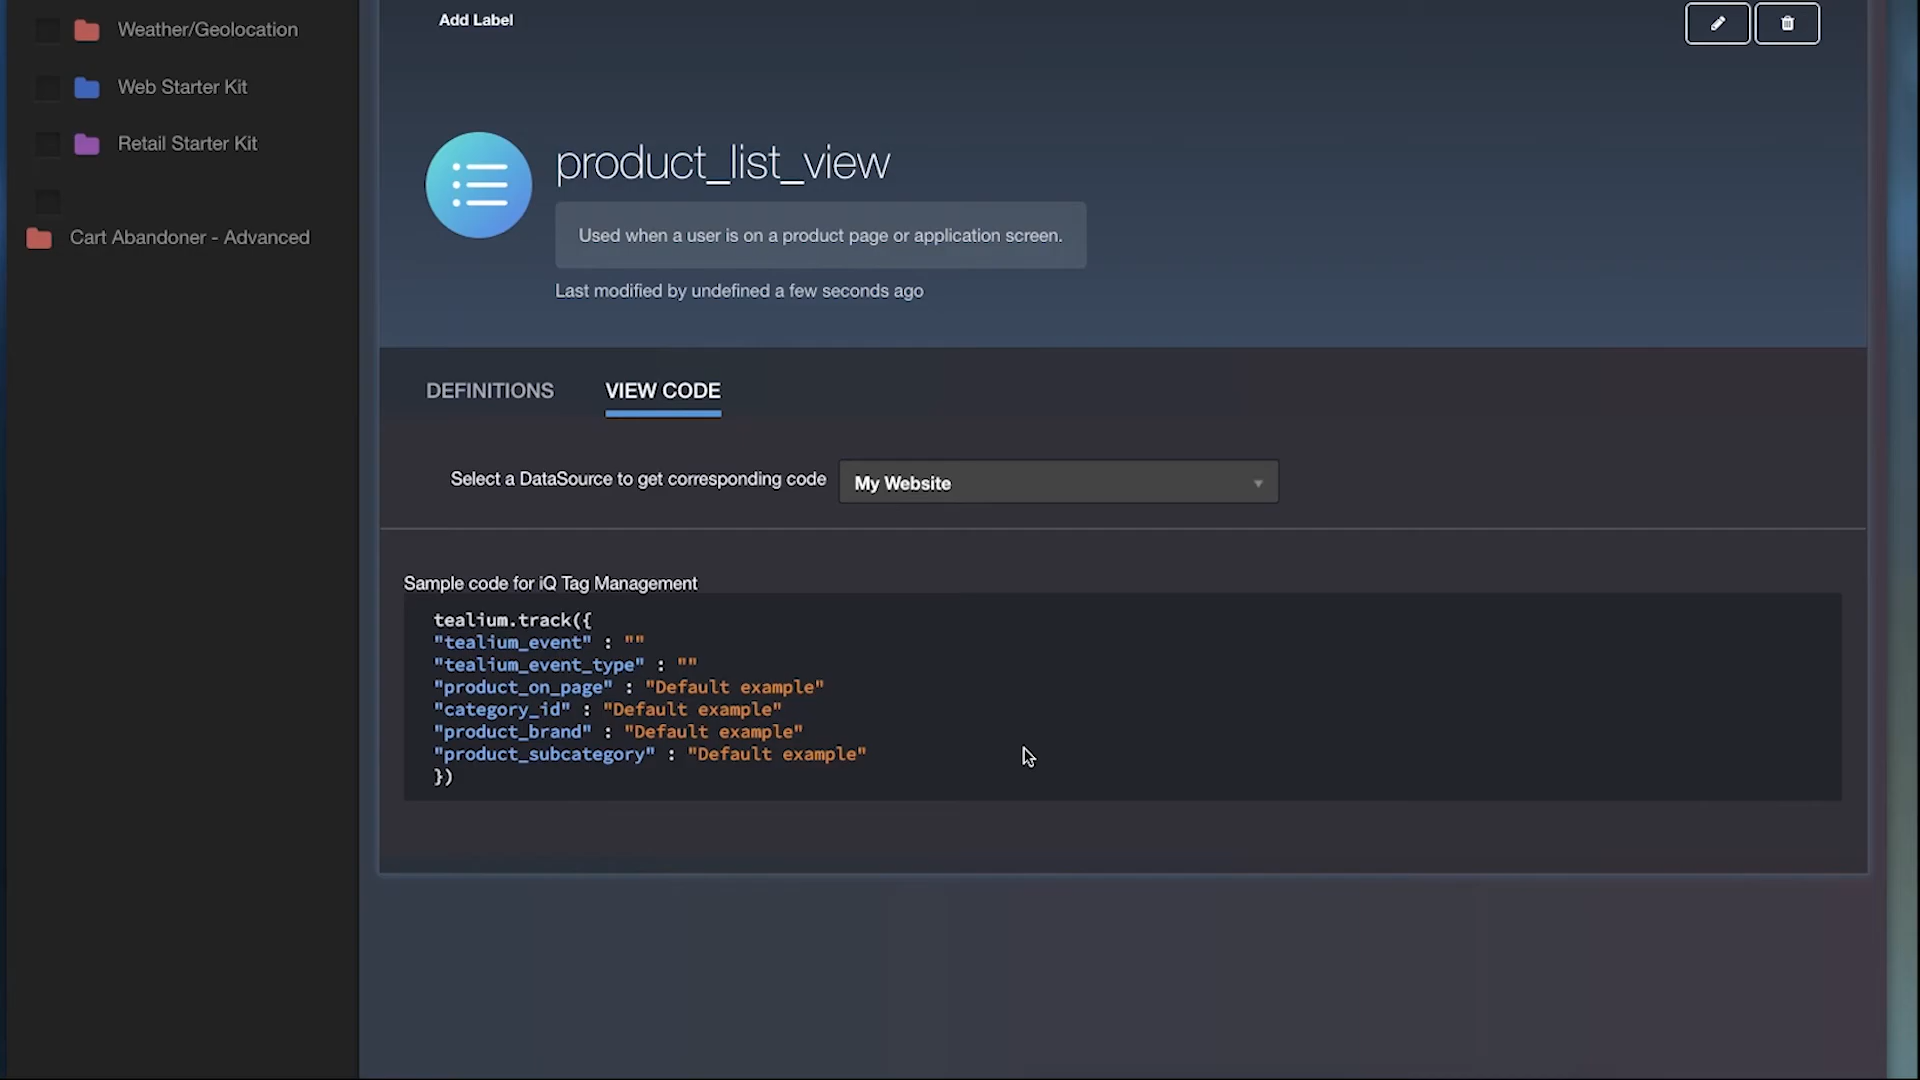 Weather/Geolocation
Web Starter Kit
Retail Starter Kit
Cart Abandoner - Advanced
Add Label
product_list_view
Used when a user is on a product page or application screen.
Last modified by undefined a few seconds ago
DEFINITIONS VIEW CODE
Select a DataSource to get corresponding code My Website
Sample code for iQ Tag Management
tealium.track({
"tealium_event" : ""
"tealium_event_type" : ""
"product_on_page" : "Default example"
"category_id" : "Default example"
"product_brand" : "Default example"
"product_subcategory" : "Default example"
})